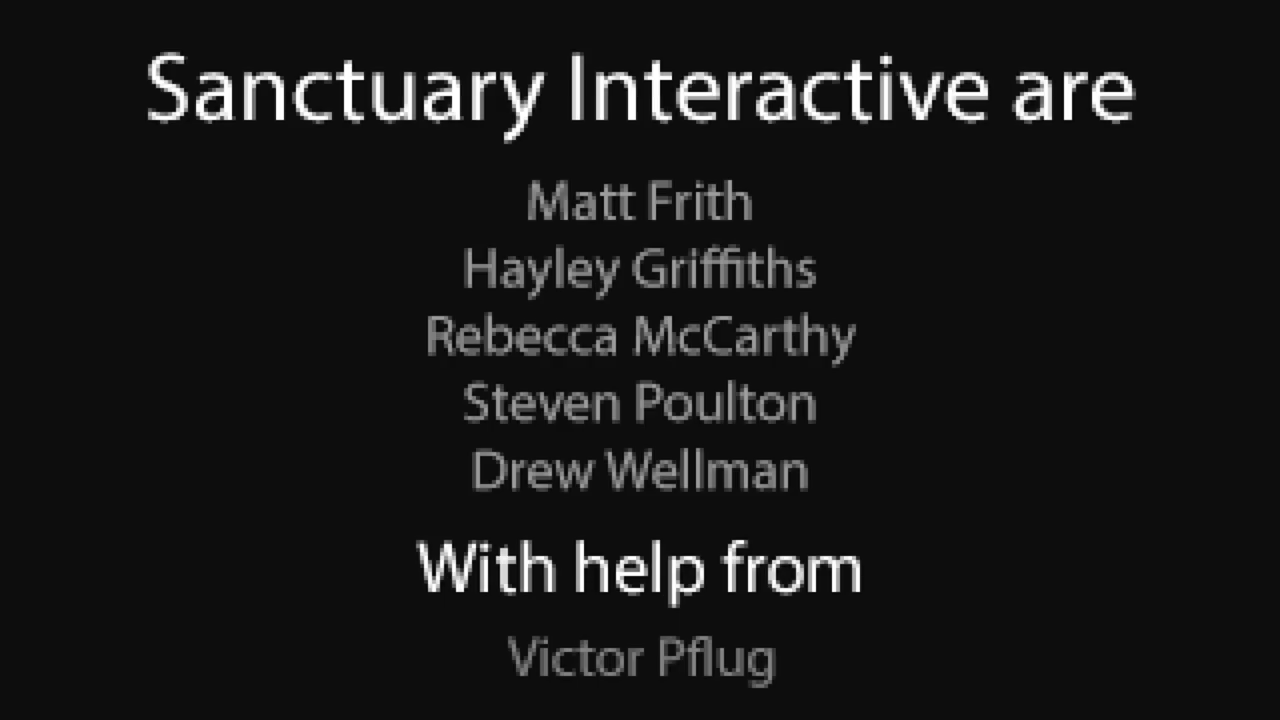 Sanctuary Interactive are
Matt Frith
Hayley Griffiths
Rebecca McCarthy
Steven Poulton
Drew Wellman
With help from
Victor Pflug